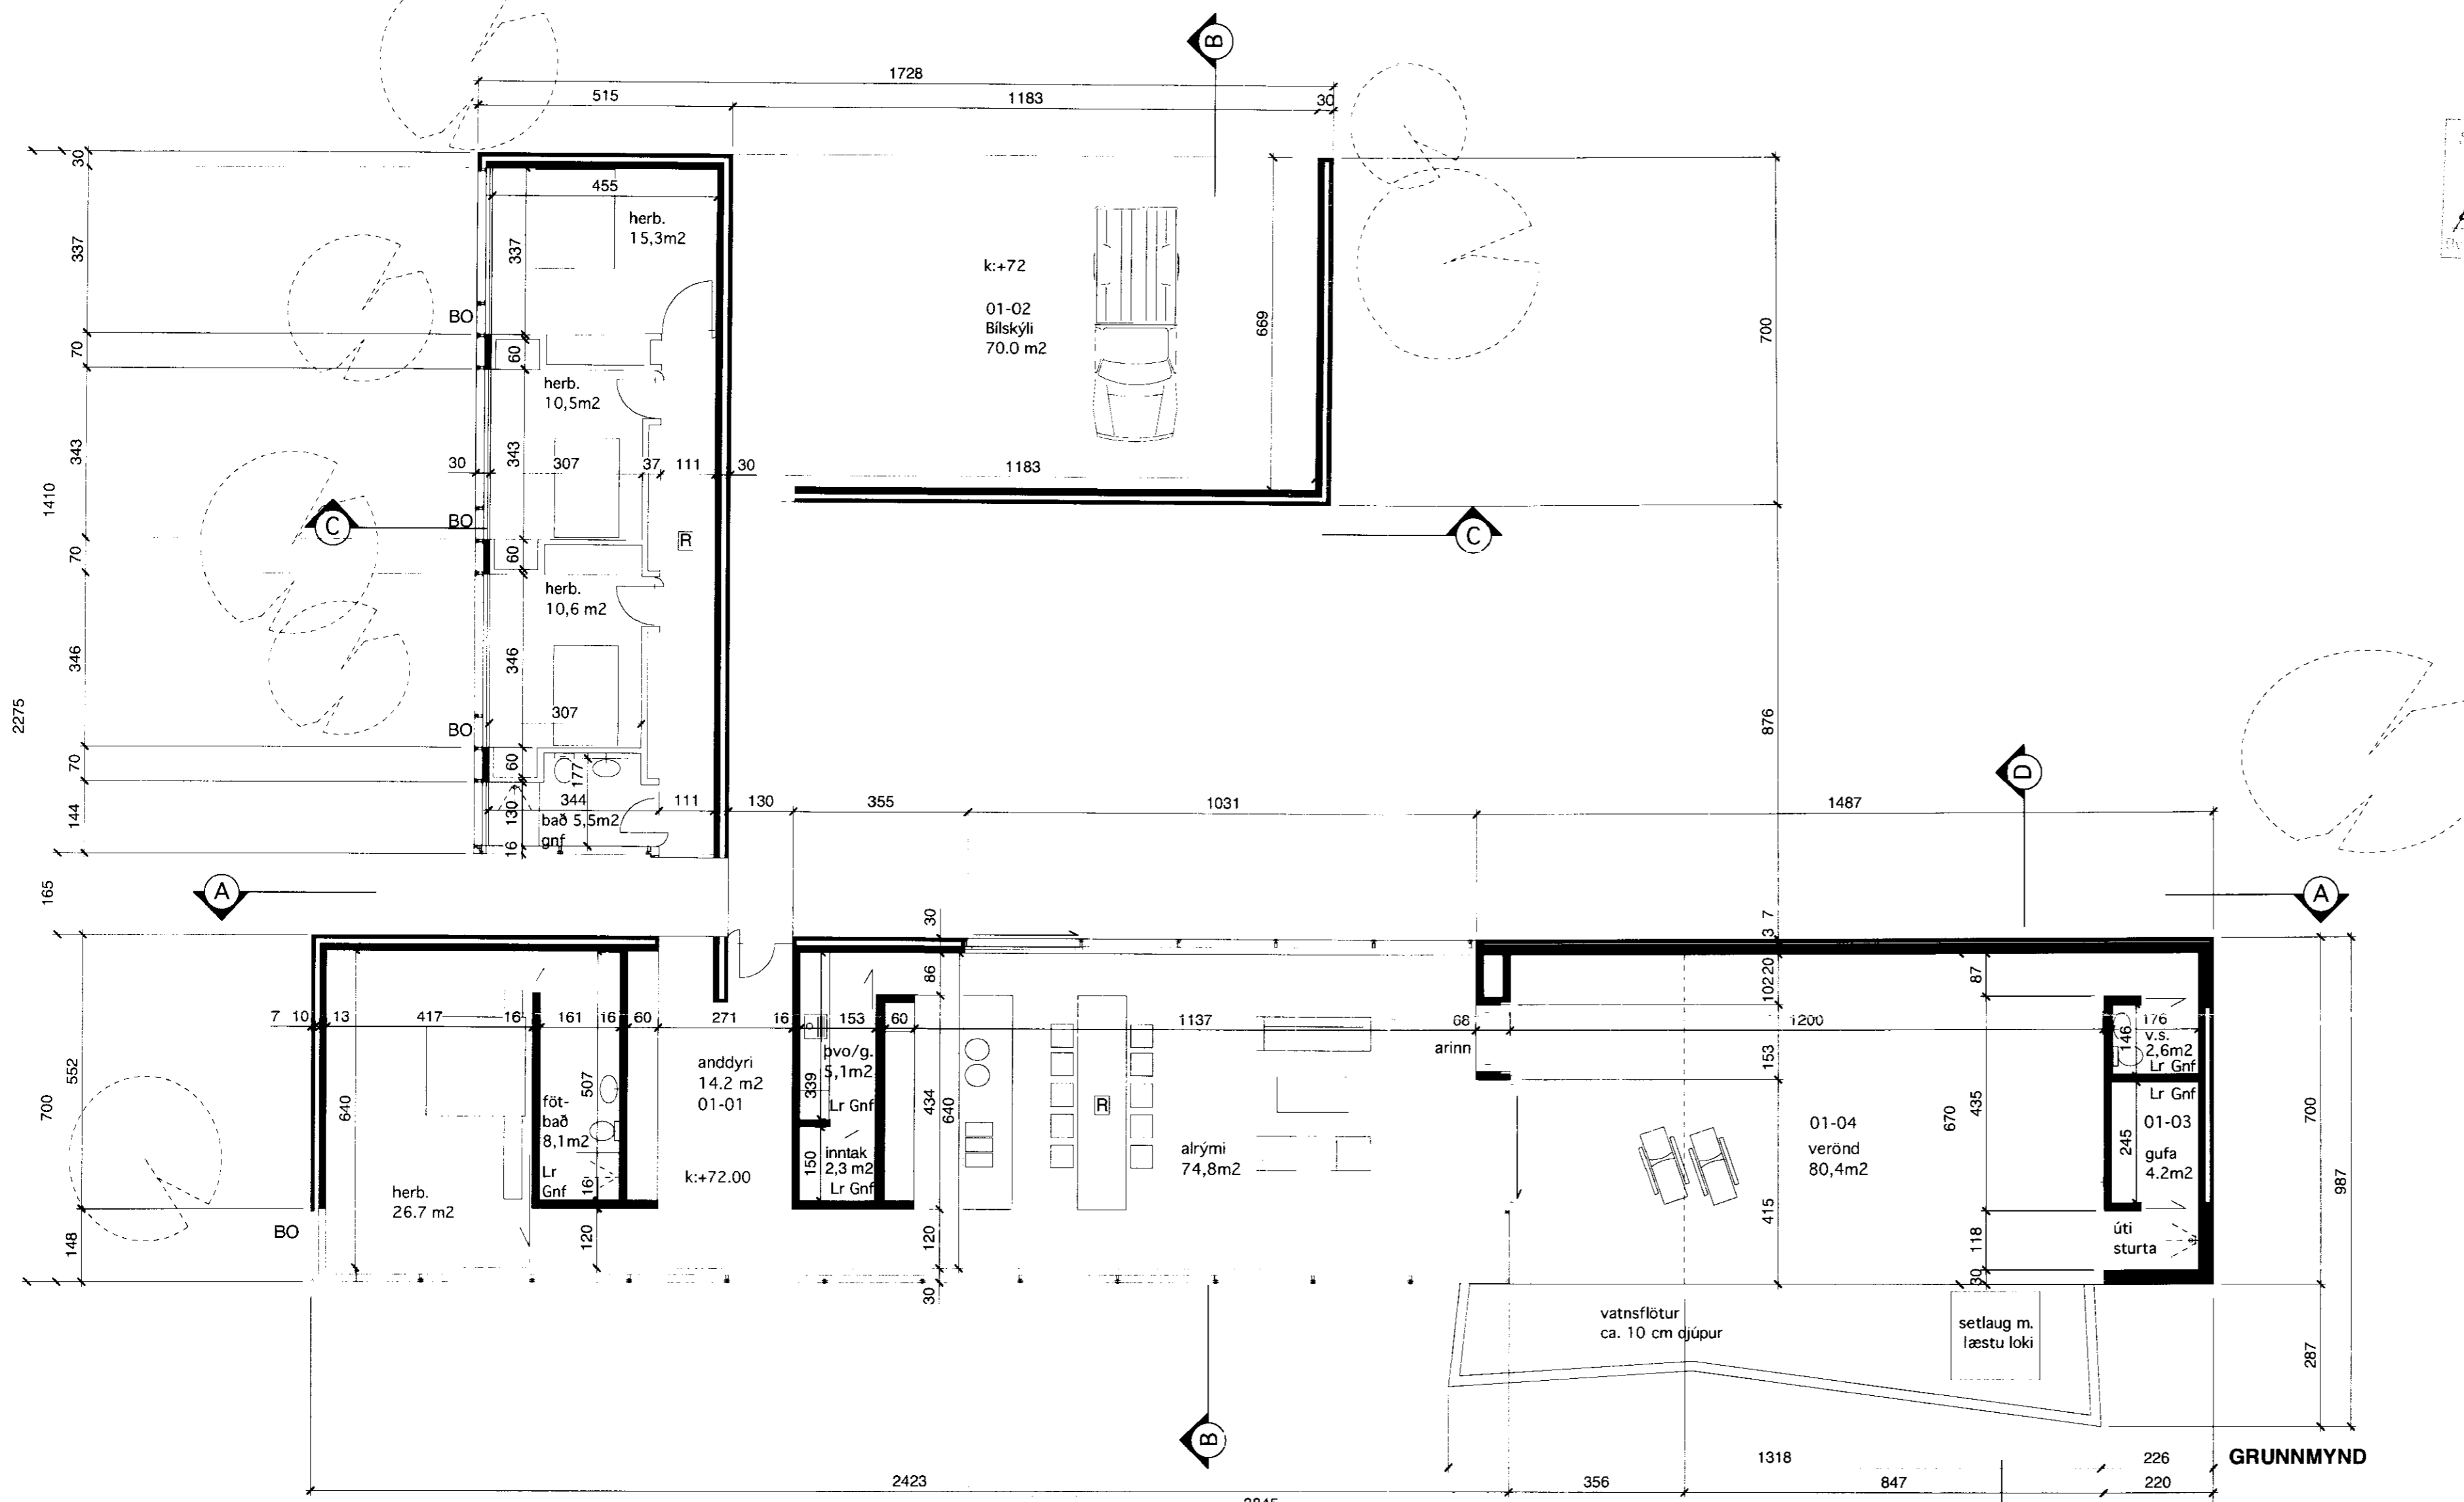 B
1728
515
1183
30
30
455
herb.
15,3m2
337
337
k:+72
01-02
Bílskýli
70.0 m2
669
700
BO
70
60
herb.
10,5m2
343
343
30
307
37
111
30
1183
1410
C
BO
R
C
70
60
herb.
10,6 m2
346
346
307
2275
BO
876
70
60
177
D
144
130
344
111
130
355
1031
1487
bað 5,5m2
gnf
16
165
A
A
30
3 7
86
10220
87
7
10
13
417
16
161
16
60
271
16
153
60
1137
68
1200
176
146
v.s.
2,6m2
Lr Gnf
arinn
153
552
anddyri
14.2 m2
01-01
þvo/g.
5,1m2
339
Lr Gnf
507
434
640
R
700
640
föt-
bað
8,1m2
Lr
Gnf
16
150
inntak
2,3 m2
Lr Gnf
alrými
74,8m2
01-04
verönd
80,4m2
670
435
Lr Gnf
01-03
gufa
4.2m2
245
700
987
k:+72.00
herb.
26.7 m2
BO
148
120
120
30
415
118
30
úti
sturta
vatnsflötur
ca. 10 cm djúpur
setlaug m.
læstu loki
287
B
1318
226
GRUNNMYND
2423
356
847
220